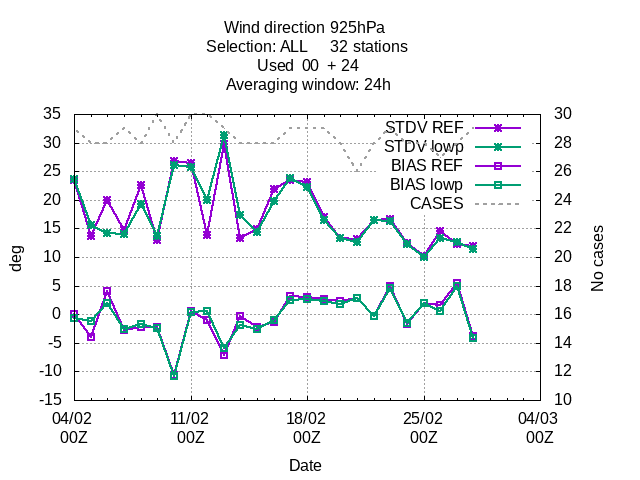 Wind direction 925hPa
Selection: ALL 32 stations
Used 00 + 24
Averaging window: 24h
STDV REF
STDV lowp
BIAS REF
BIAS lowp
CASES
deg
35
30
25
20
15
10
5
0
-5
-10
-15
No cases
30
28
26
24
22
20
18
16
14
12
10
04/02 11/02 18/02 25/02 04/03
00Z 00Z 00Z 00Z 00Z
Date